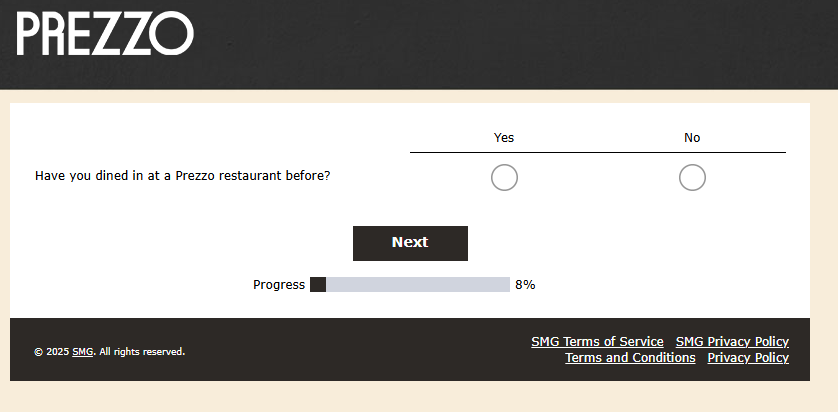 PREZZO
Yes No
Have you dined in at a Prezzo restaurant before?
Next
Progress 8%
SMG Terms of Service SMG Privacy Policy
© 2025 SMG. All rights reserved.
Terms and Conditions Privacy Policy